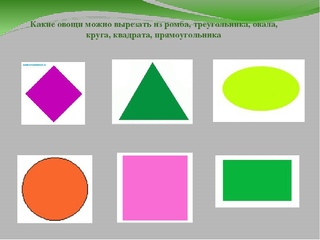 Какие овощи можно вырезать из ромба, треугольника, овала,
круга, квадрата, прямоугольника